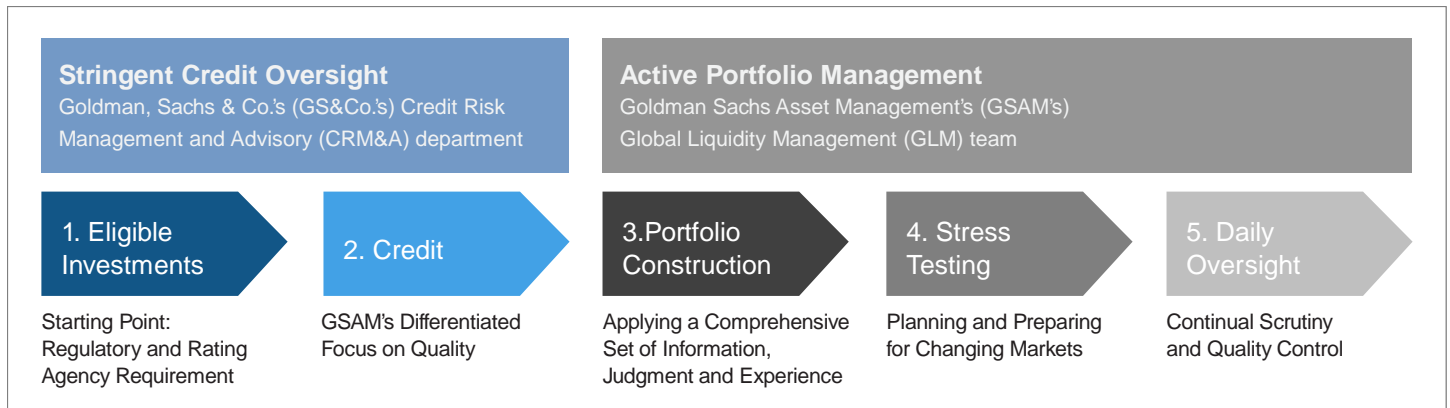 Stringent Credit Oversight
Goldman, Sachs & Co.'s (GS&Co.'s) Credit Risk
Management and Advisory (CRM&A) department
Active Portfolio Management
Goldman Sachs Asset Management's (GSAM's)
Global Liquidity Management (GLM) team
1. Eligible
Investments
Starting Point:
Regulatory and Rating
Agency Requirement
2. Credit
GSAM's Differentiated
Focus on Quality
3.Portfolio
Construction
Applying a Comprehensive
Set of Information,
Judgment and Experience
4. Stress
Testing
Planning and Preparing
for Changing Markets
5. Daily
Oversight
Continual Scrutiny
and Quality Control